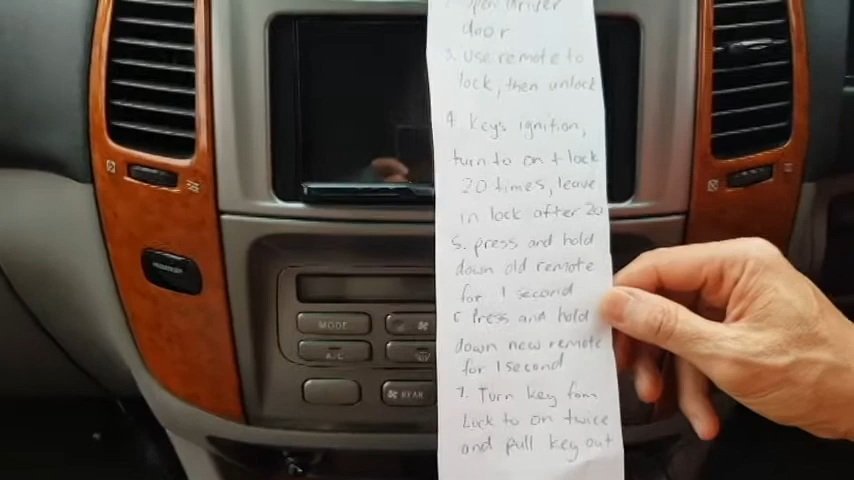 open driver
door
3. Use remote to
lock, then unlock
4 Keys ignition,
turn to on + lock
20 times, leave
in lock after 20
5. press and hold
down old remote
for 1 second
6 Press and hold
down new remote
for 1 second
7. Turn key from
Lock to on twice
and pull key out
MODE
A/C
REAR